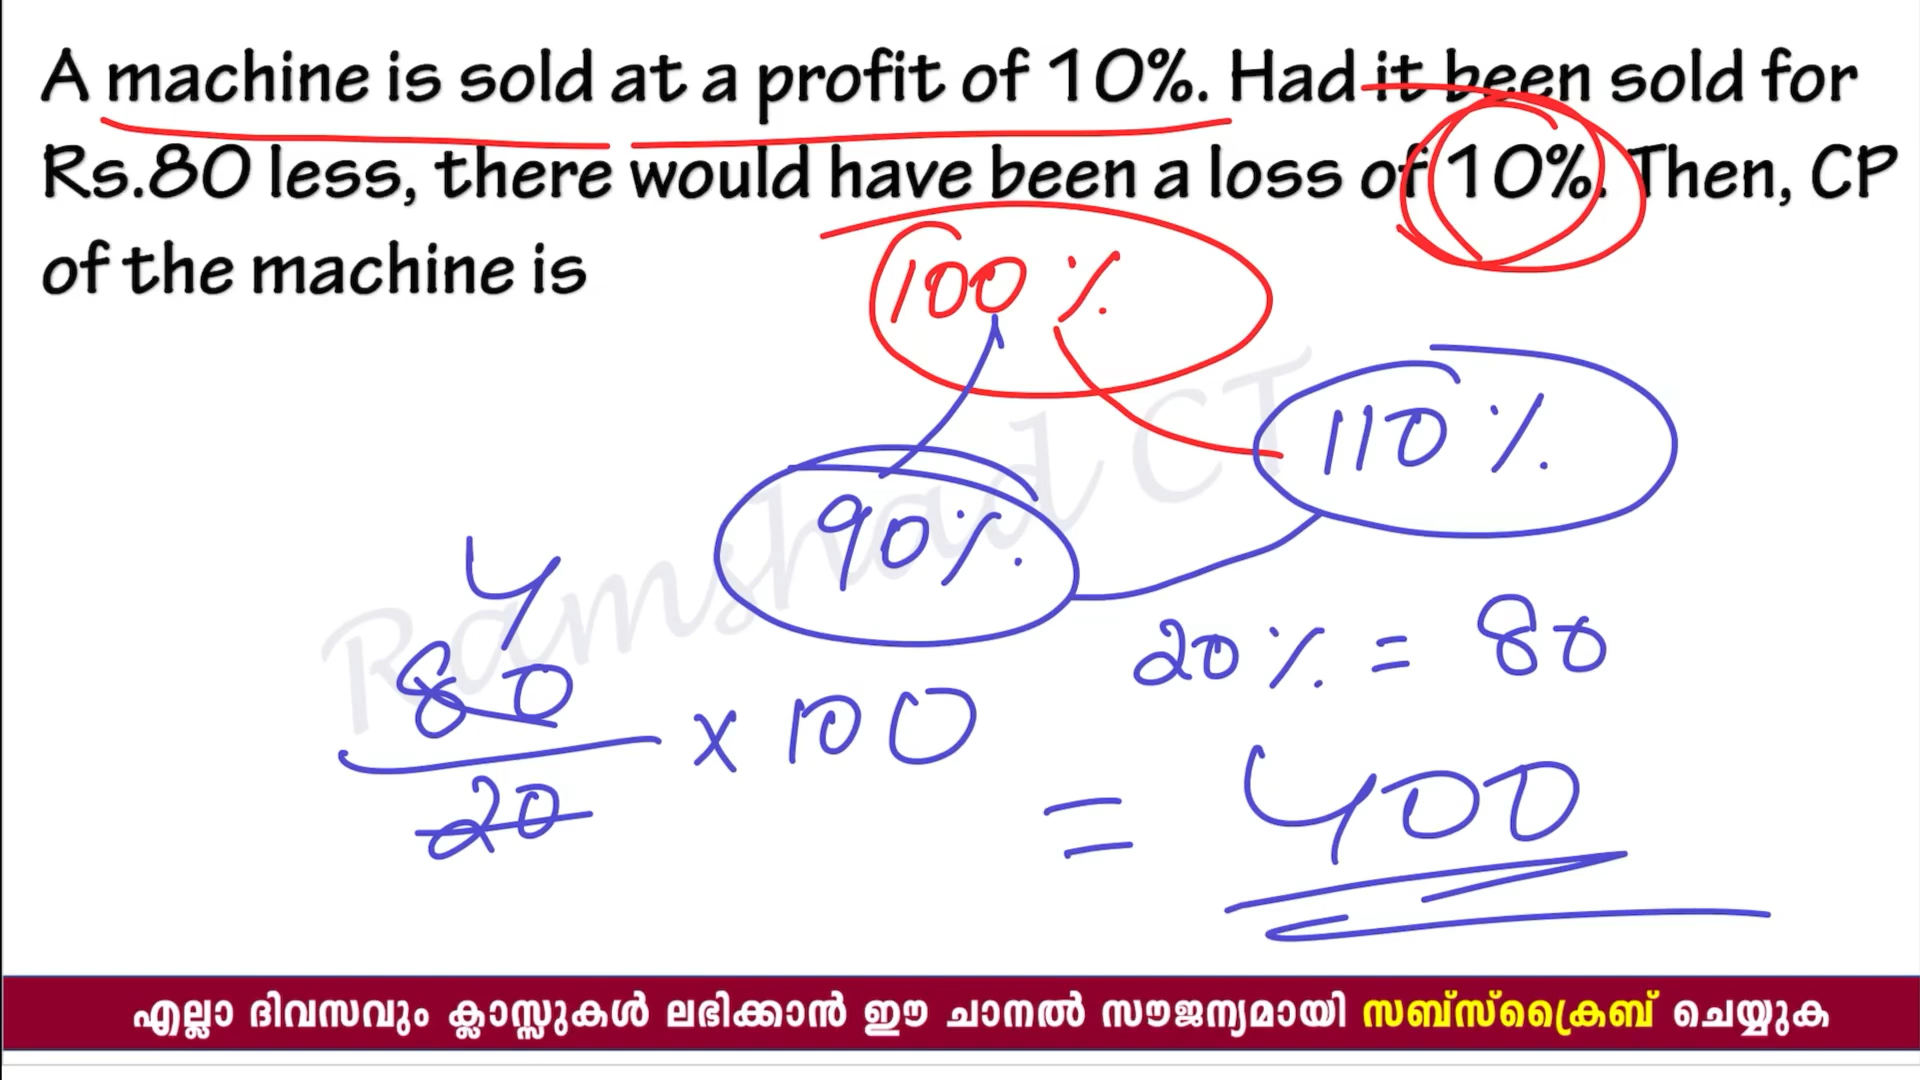 A machine is sold at a profit of 10%. Had it been sold for
Rs.80 less, there would have been a loss of 10%. Then, CP
of the machine is
100 %
110 %
90%
4
80
20
× 100
20% = 80
= 400
Ramshad CT
എല്ലാ ദിവസവും ക്ലാസ്സുകൾ ലഭിക്കാൻ ഈ ചാനൽ സൗജന്യമായി സബ്സ്ക്രൈബ് ചെയ്യുക